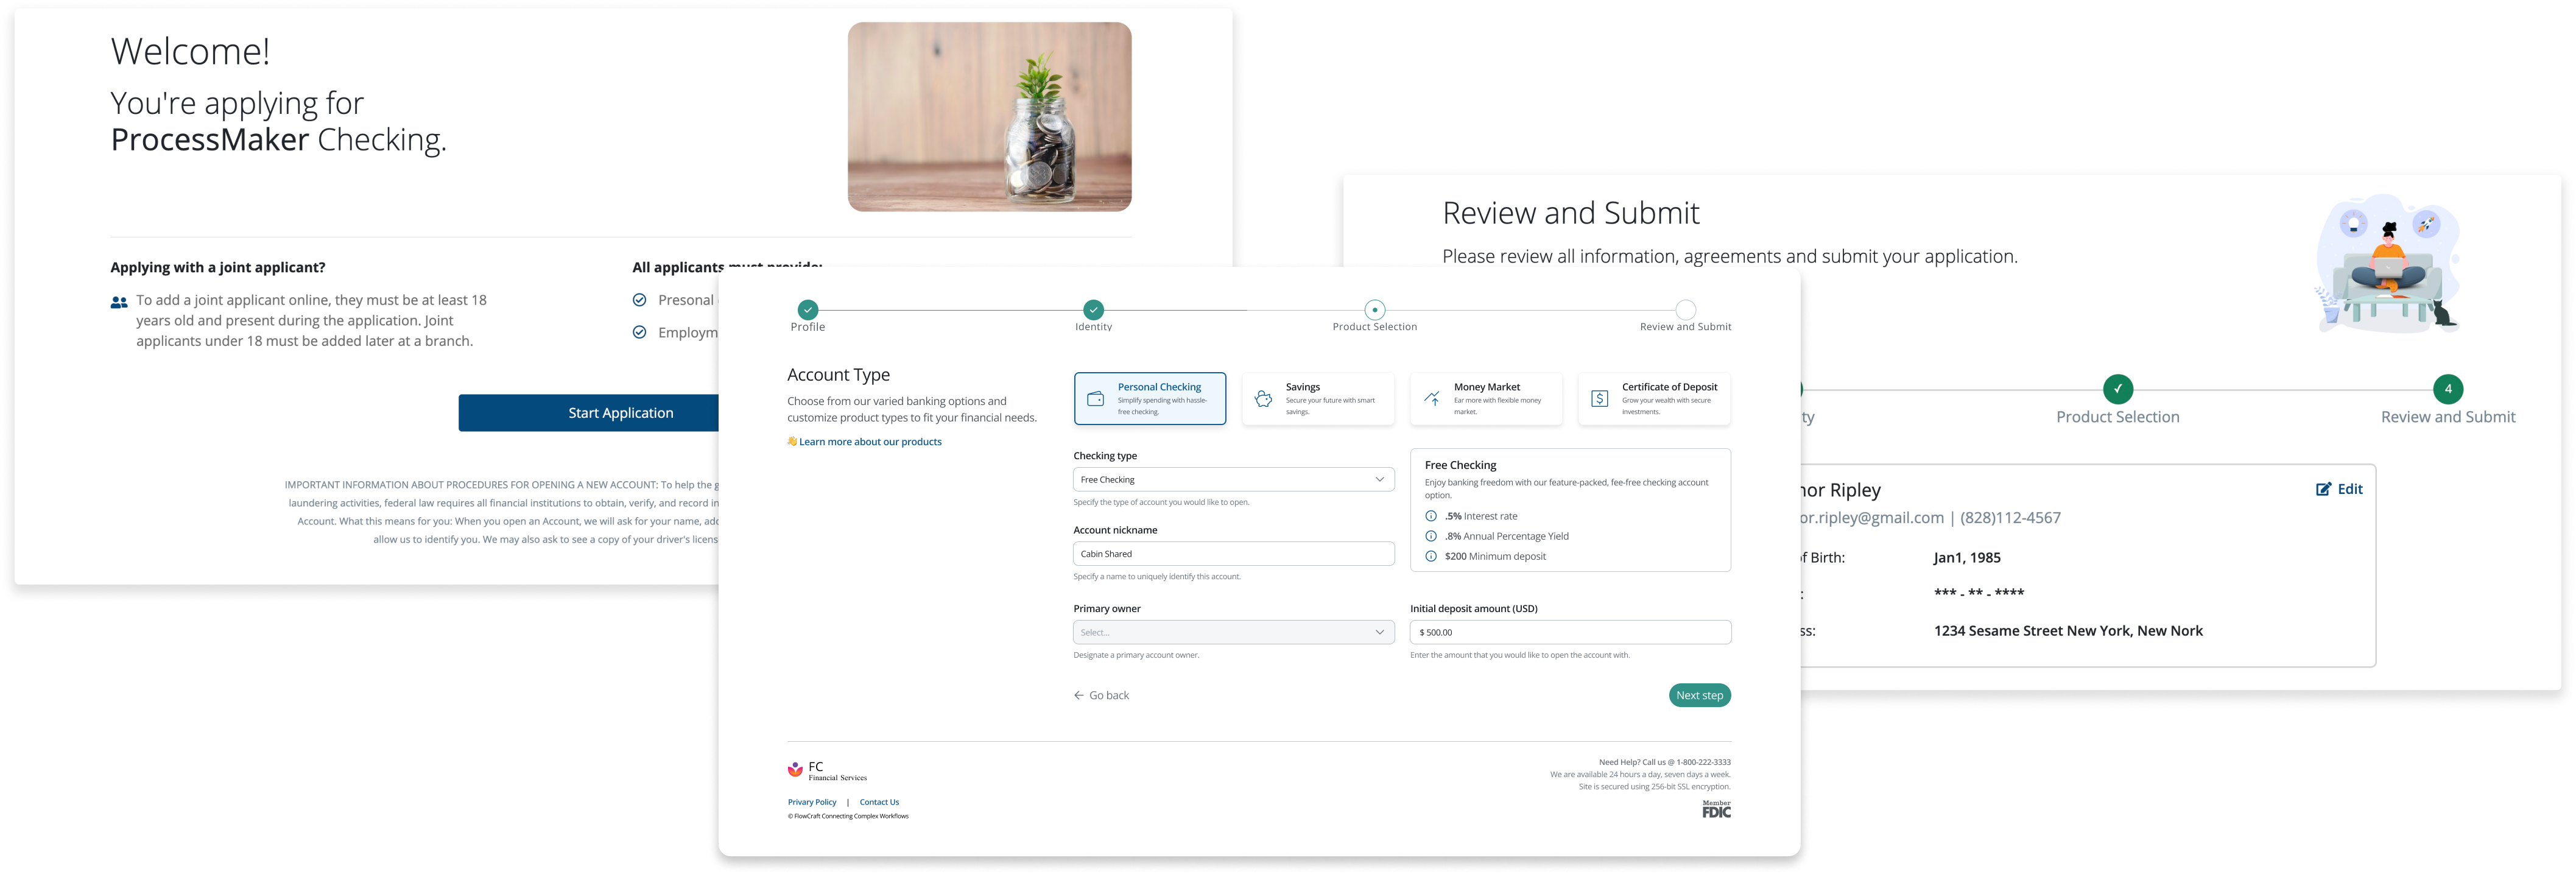 Welcome!
You're applying for
ProcessMaker Checking.
Applying with a joint applicant?
To add a joint applicant online, they must be at least 18
years old and present during the application. Joint
applicants under 18 must be added later at a branch.
All applicants must provide:
Presonal
Employm
Start Application
IMPORTANT INFORMATION ABOUT PROCEDURES FOR OPENING A NEW ACCOUNT: To help the g
laundering activities, federal law requires all financial institutions to obtain, verify, and record in
Account. What this means for you: When you open an Account, we will ask for your name, add
allow us to identify you. We may also ask to see a copy of your driver's licens
Profile
Identity
Product Selection
Review and Submit
Account Type
Choose from our varied banking options and
customize product types to fit your financial needs.
👋 Learn more about our products
Personal Checking
Simplify spending with hassle-
free checking.
Savings
Secure your future with smart
savings.
Money Market
Ear more with flexible money
market.
Certificate of Deposit
Grow your wealth with secure
investments.
Checking type
Free Checking
Specify the type of account you would like to open.
Account nickname
Cabin Shared
Specify a name to uniquely identify this account.
Free Checking
Enjoy banking freedom with our feature-packed, fee-free checking account
option.
.5% Interest rate
.8% Annual Percentage Yield
$200 Minimum deposit
Primary owner
Select...
Designate a primary account owner.
Initial deposit amount (USD)
$ 500.00
Enter the amount that you would like to open the account with.
← Go back
Next step
FC
Financial Services
Privary Policy | Contact Us
© FlowCraft Connecting Complex Workflows
Need Help? Call us @ 1-800-222-3333
We are available 24 hours a day, seven days a week.
Site is secured using 256-bit SSL encryption.
Member
FDIC
Review and Submit
Please review all information, agreements and submit your application.
ty
Product Selection
4
Review and Submit
nor Ripley
Edit
or.ripley@gmail.com | (828)112-4567
of Birth:
Jan1, 1985
:
*** - ** - ****
ss:
1234 Sesame Street New York, New Nork